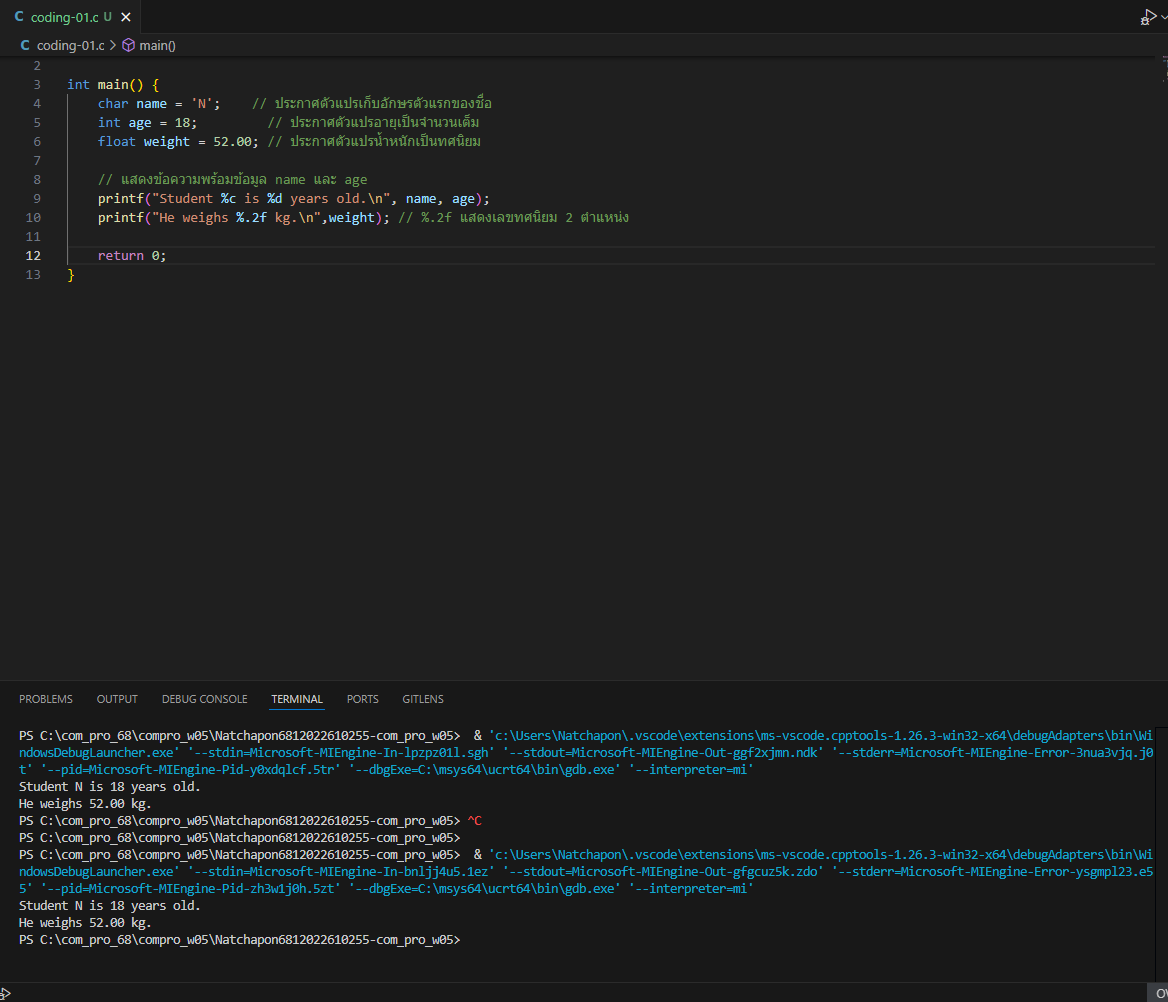 coding-01.c U
coding-01.c > main()
2
3 int main() {
4 char name = 'N'; // ประกาศตัวแปรเก็บอักษรตัวแรกของชื่อ
5 int age = 18; // ประกาศตัวแปรอายุเป็นจำนวนเต็ม
6 float weight = 52.00; // ประกาศตัวแปรน้ำหนักเป็นทศนิยม
7
8 // แสดงข้อความพร้อมข้อมูล name และ age
9 printf("Student %c is %d years old.\n", name, age);
10 printf("He weighs %.2f kg.\n",weight); // %.2f แสดงเลขทศนิยม 2 ตำแหน่ง
11
12 return 0;
13 }
PROBLEMS OUTPUT DEBUG CONSOLE TERMINAL PORTS GITLENS
PS C:\com_pro_68\compro_w05\Natchapon6812022610255-com_pro_w05> & 'c:\Users\Natchapon\.vscode\extensions\ms-vscode.cpptools-1.26.3-win32-x64\debugAdapters\bin\Wi
ndowsDebugLauncher.exe' '--stdin=Microsoft-MIEngine-In-lpzpz01l.sgh' '--stdout=Microsoft-MIEngine-Out-ggf2xjmn.ndk' '--stderr=Microsoft-MIEngine-Error-3nua3vjq.j0
t' '--pid=Microsoft-MIEngine-Pid-y0xdqlcf.5tr' '--dbgExe=C:\msys64\ucrt64\bin\gdb.exe' '--interpreter=mi'
Student N is 18 years old.
He weighs 52.00 kg.
PS C:\com_pro_68\compro_w05\Natchapon6812022610255-com_pro_w05> ^C
PS C:\com_pro_68\compro_w05\Natchapon6812022610255-com_pro_w05>
PS C:\com_pro_68\compro_w05\Natchapon6812022610255-com_pro_w05> & 'c:\Users\Natchapon\.vscode\extensions\ms-vscode.cpptools-1.26.3-win32-x64\debugAdapters\bin\Wi
ndowsDebugLauncher.exe' '--stdin=Microsoft-MIEngine-In-bnljj4u5.1ez' '--stdout=Microsoft-MIEngine-Out-gfgcuz5k.zdo' '--stderr=Microsoft-MIEngine-Error-ysgmpl23.e5
5' '--pid=Microsoft-MIEngine-Pid-zh3w1j0h.5zt' '--dbgExe=C:\msys64\ucrt64\bin\gdb.exe' '--interpreter=mi'
Student N is 18 years old.
He weighs 52.00 kg.
PS C:\com_pro_68\compro_w05\Natchapon6812022610255-com_pro_w05>